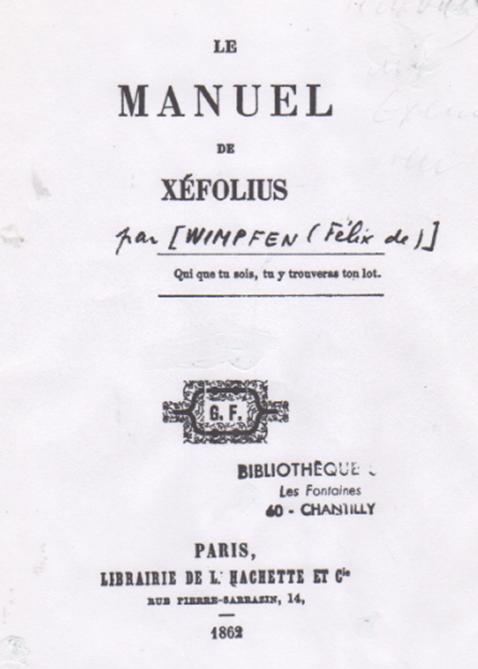 LE
MANUEL
DE
XÉFOLIUS
par [WIMPFEN (Félix de)]
Qui que tu sois, tu y trouveras ton lot.
G. F.
BIBLIOTHÈQUE
Les Fontaines
60 - CHANTILLY
PARIS,
LIBRAIRIE DE L. HACHETTE ET Cie
RUE PIERRE-SARRAZIN, 14,
1862